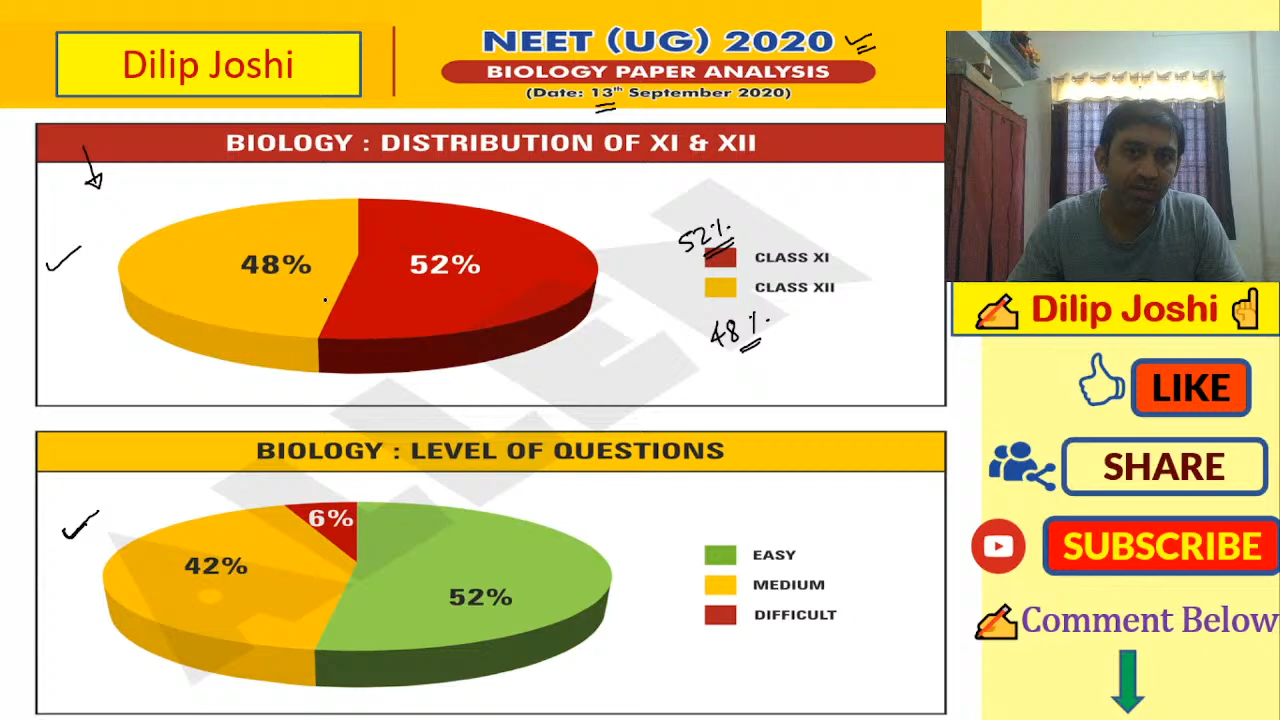 Dilip Joshi
NEET (UG) 2020
BIOLOGY PAPER ANALYSIS
(Date: 13th September 2020)
BIOLOGY : DISTRIBUTION OF XI & XII
48%
52%
52%.
CLASS XI
CLASS XII
48%.
BIOLOGY : LEVEL OF QUESTIONS
6%
42%
52%
EASY
MEDIUM
DIFFICULT
ALLEN
Dilip Joshi
LIKE
SHARE
SUBSCRIBE
Comment Below